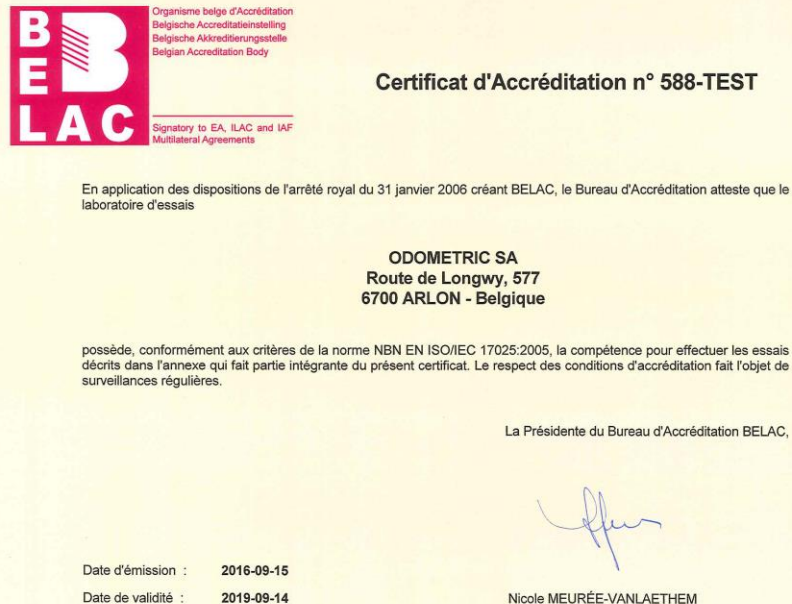 BELAC
Organisme belge d'Accréditation
Belgische Accreditatieinstelling
Belgische Akkreditierungsstelle
Belgian Accreditation Body
Signatory to EA, ILAC and IAF
Multilateral Agreements
Certificat d'Accréditation n° 588-TEST
En application des dispositions de l'arrêté royal du 31 janvier 2006 créant BELAC, le Bureau d'Accréditation atteste que le
laboratoire d'essais
ODOMETRIC SA
Route de Longwy, 577
6700 ARLON - Belgique
possède, conformément aux critères de la norme NBN EN ISO/IEC 17025:2005, la compétence pour effectuer les essais
décrits dans l'annexe qui fait partie intégrante du présent certificat. Le respect des conditions d'accréditation fait l'objet de
surveillances régulières.
La Présidente du Bureau d'Accréditation BELAC,
Date d'émission : 2016-09-15
Date de validité : 2019-09-14
Nicole MEURÉE-VANLAETHEM